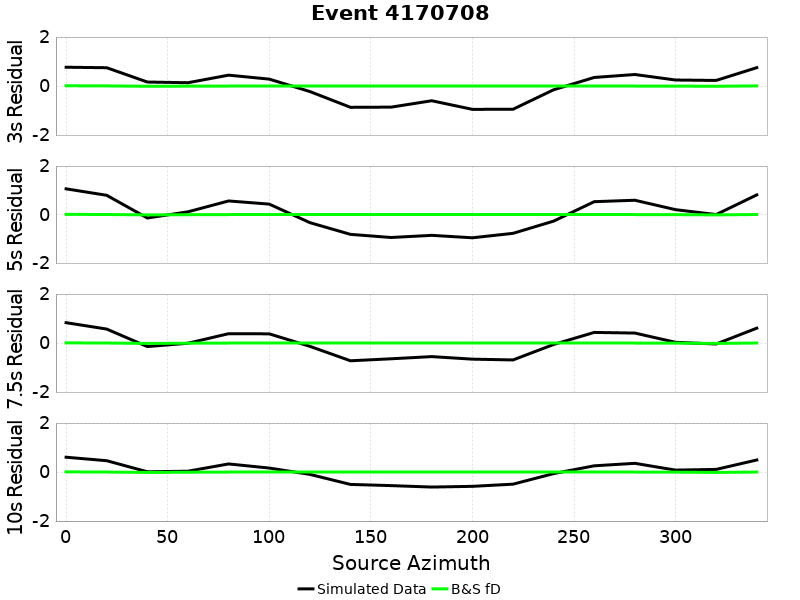 Event 4170708
3s Residual
2
0
-2
5s Residual
2
0
-2
7.5s Residual
2
0
-2
10s Residual
2
0
-2
0 50 100 150 200 250 300
Source Azimuth
Simulated Data B&S fD